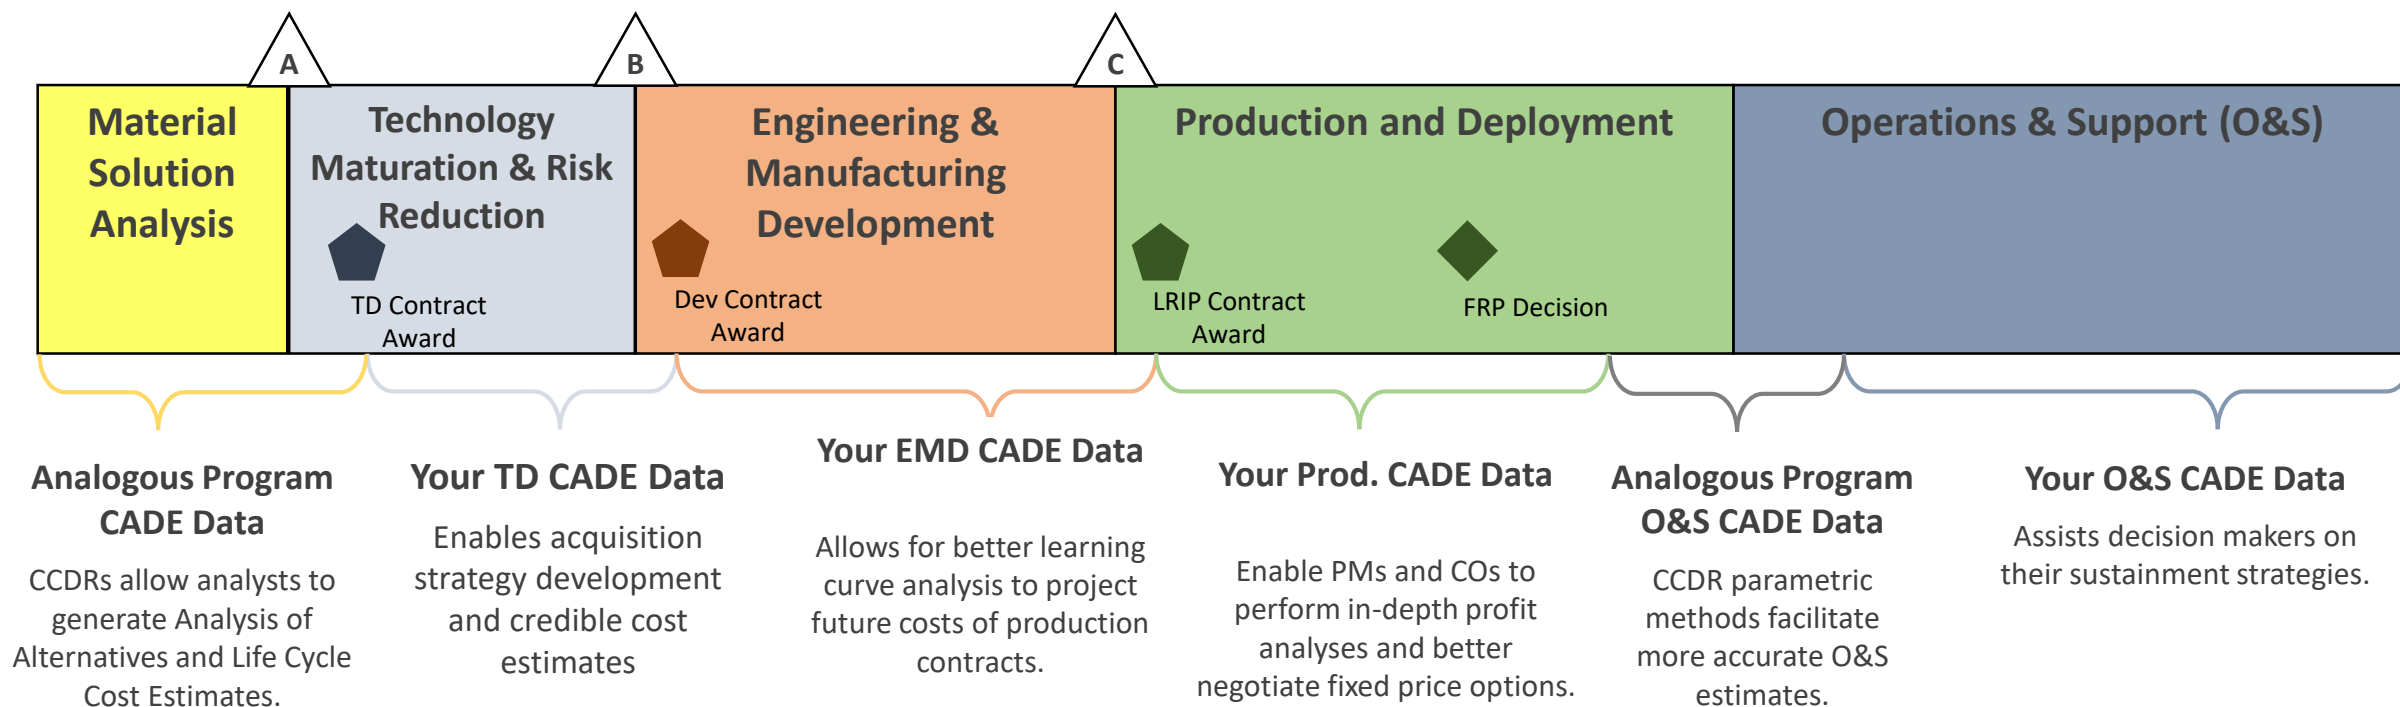 A
B
C
Material
Solution
Analysis
Technology
Maturation & Risk
Reduction
TD Contract
Award
Engineering &
Manufacturing
Development
Dev Contract
Award
Production and Deployment
LRIP Contract
Award
FRP Decision
Operations & Support (O&S)
Analogous Program
CADE Data
CCDRs allow analysts to
generate Analysis of
Alternatives and Life Cycle
Cost Estimates.
Your TD CADE Data
Enables acquisition
strategy development
and credible cost
estimates
Your EMD CADE Data
Allows for better learning
curve analysis to project
future costs of production
contracts.
Your Prod. CADE Data
Enable PMs and COs to
perform in-depth profit
analyses and better
negotiate fixed price options.
Analogous Program
O&S CADE Data
CCDR parametric
methods facilitate
more accurate O&S
estimates.
Your O&S CADE Data
Assists decision makers on
their sustainment strategies.